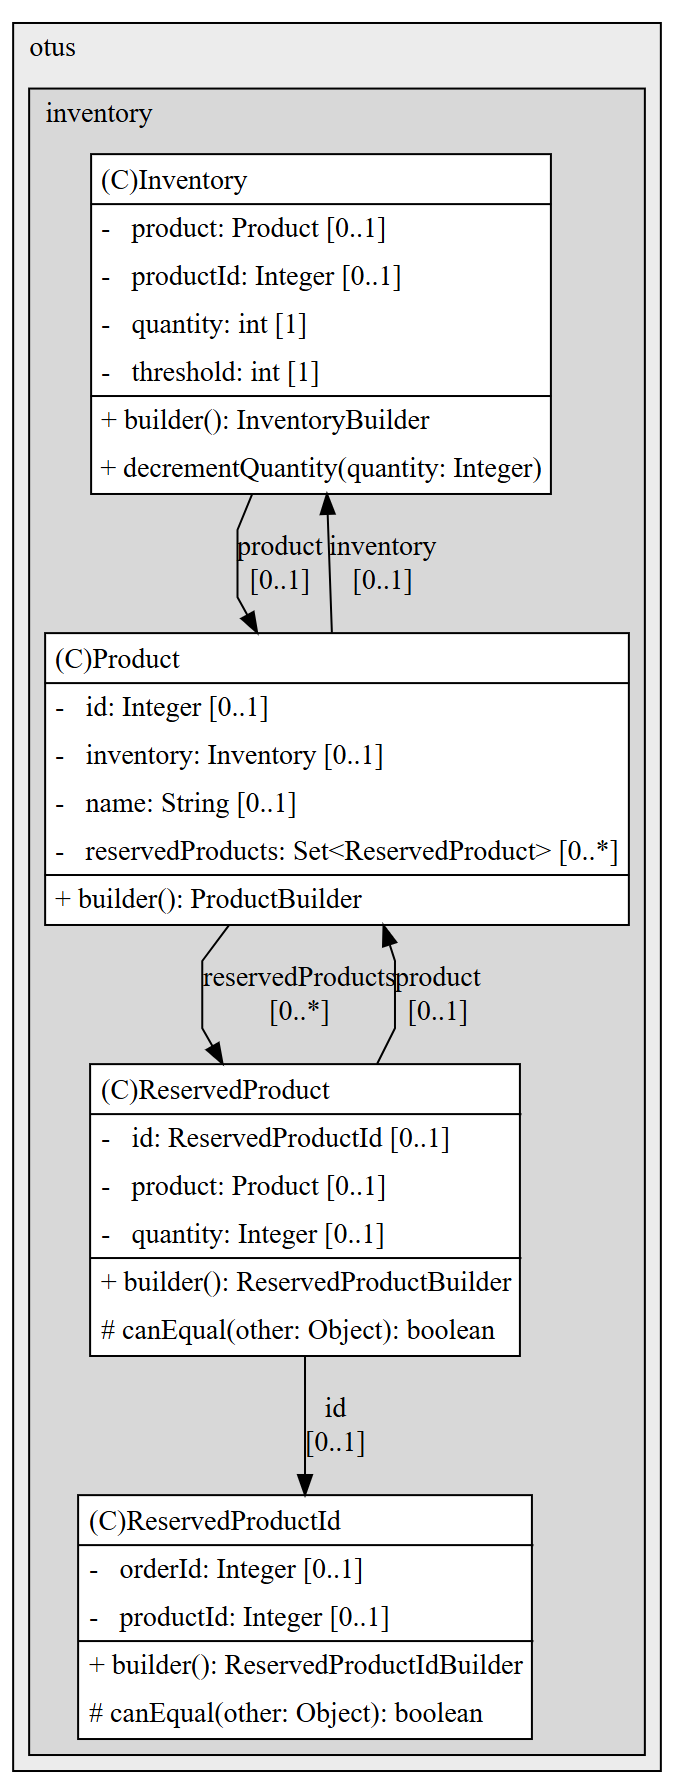 otus
inventory
(C)Inventory
- product: Product [0..1]
- productId: Integer [0..1]
- quantity: int [1]
- threshold: int [1]
+ builder(): InventoryBuilder
+ decrementQuantity(quantity: Integer)
product
[0..1]
inventory
[0..1]
(C)Product
- id: Integer [0..1]
- inventory: Inventory [0..1]
- name: String [0..1]
- reservedProducts: Set<ReservedProduct> [0..*]
+ builder(): ProductBuilder
reservedProducts
[0..*]
product
[0..1]
(C)ReservedProduct
- id: ReservedProductId [0..1]
- product: Product [0..1]
- quantity: Integer [0..1]
+ builder(): ReservedProductBuilder
# canEqual(other: Object): boolean
id
[0..1]
(C)ReservedProductId
- orderId: Integer [0..1]
- productId: Integer [0..1]
+ builder(): ReservedProductIdBuilder
# canEqual(other: Object): boolean